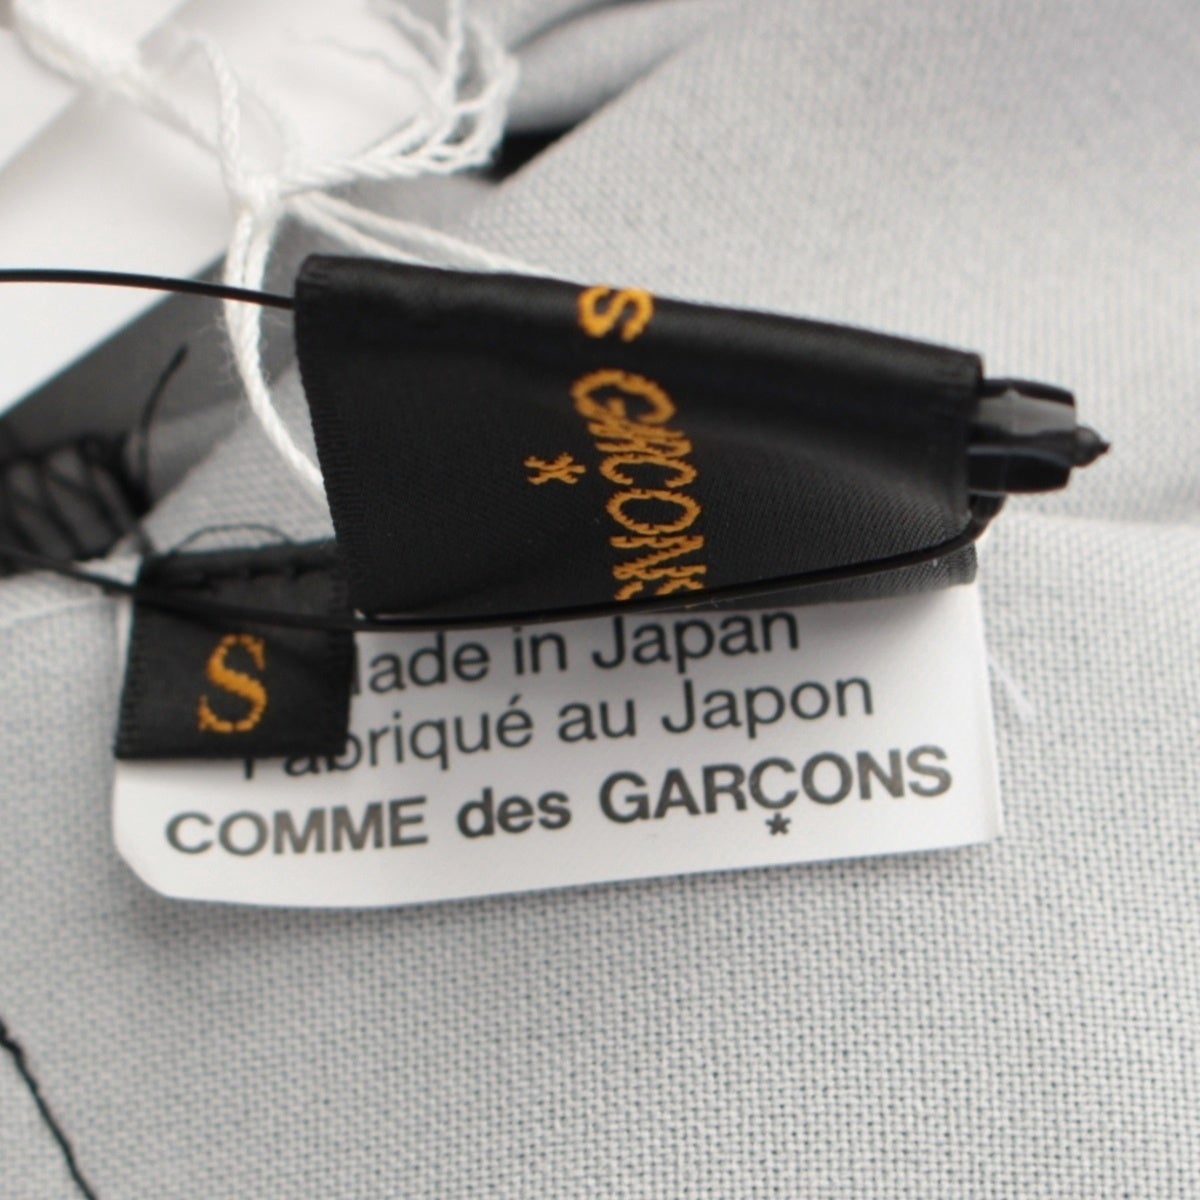 S GARÇONS
S
Made in Japan
Fabriqué au Japon
COMME des GARÇONS
*